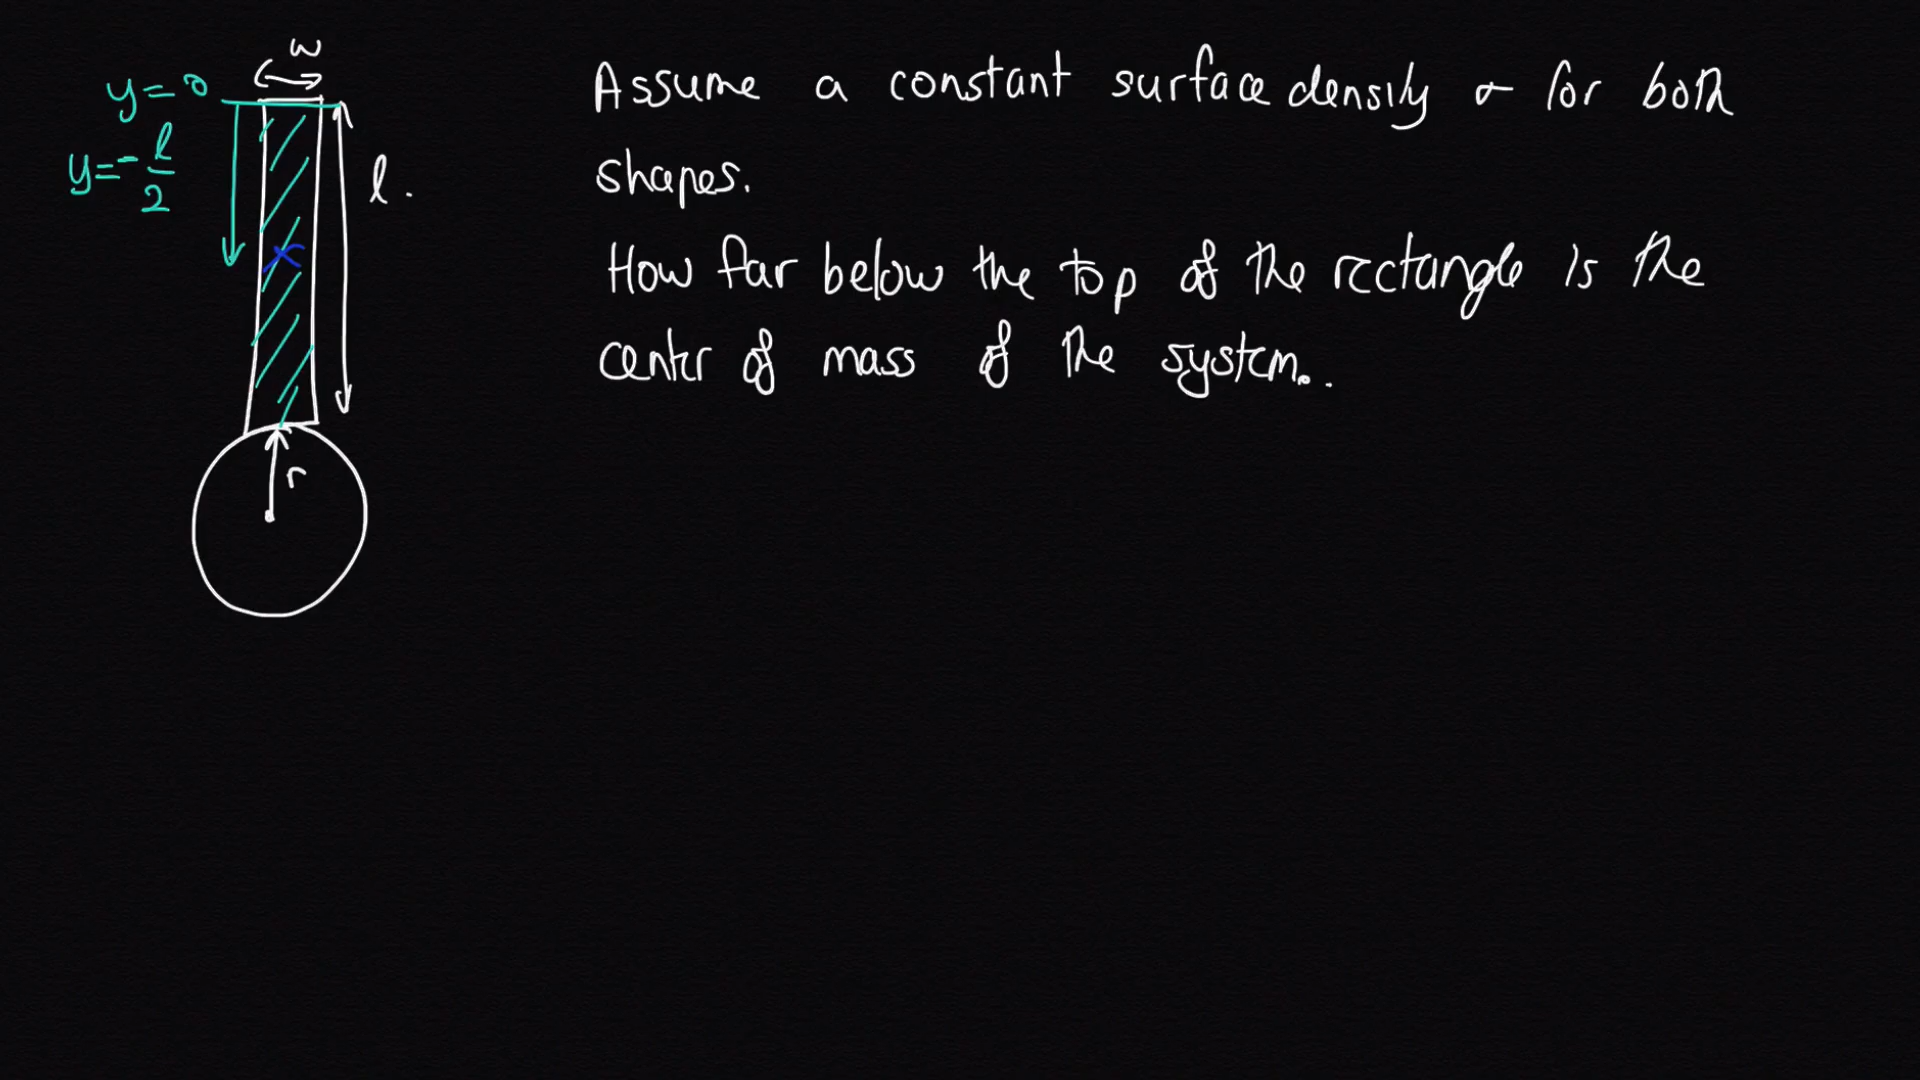 w
y=0
y=-l/2
l.
r
Assume a constant surface density σ for both
shapes.
How far below the top of the rectangle is the
center of mass of the system..